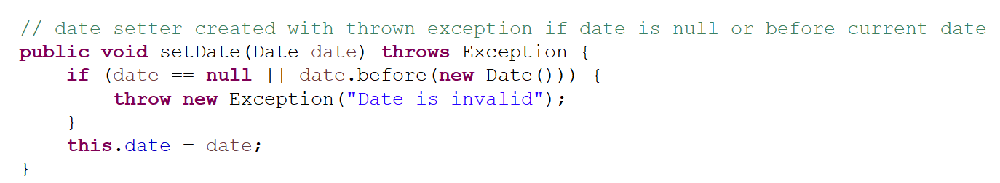 // date setter created with thrown exception if date is null or before current date
public void setDate(Date date) throws Exception {
    if (date == null || date.before(new Date())) {
        throw new Exception("Date is invalid");
    }
    this.date = date;
}